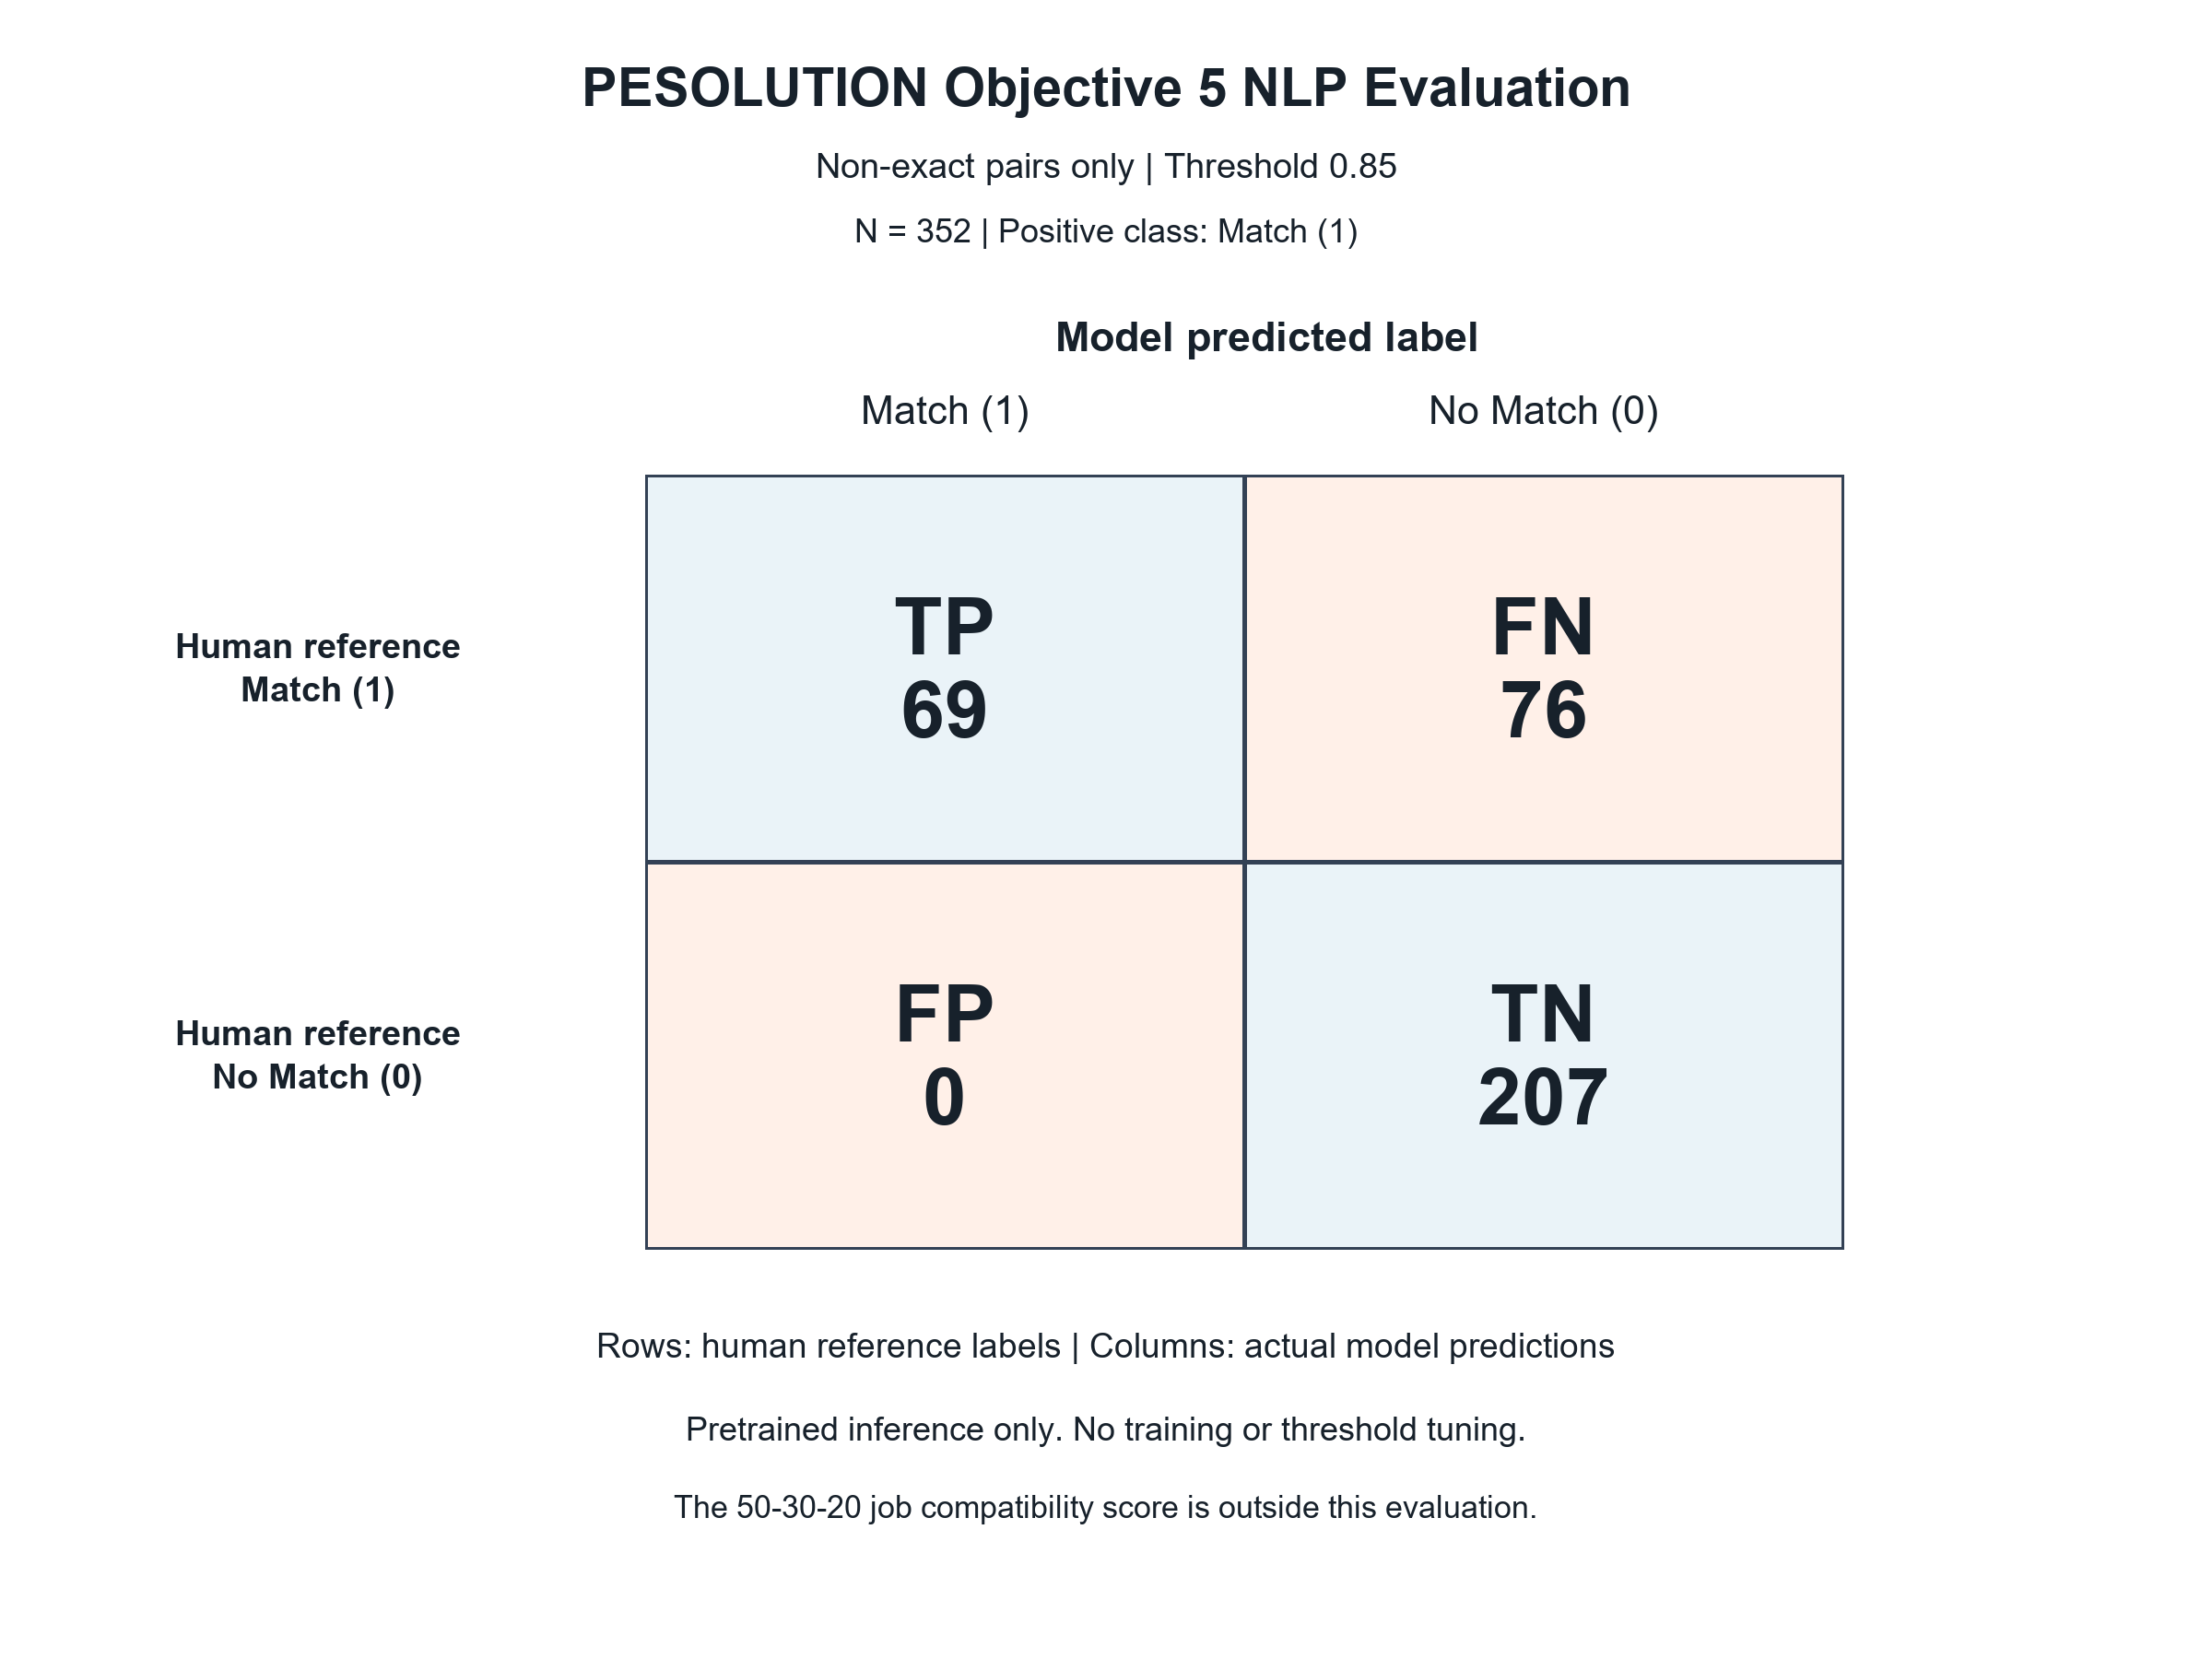 PESOLUTION Objective 5 NLP Evaluation
Non-exact pairs only | Threshold 0.85
N = 352 | Positive class: Match (1)
Model predicted label
Match (1)
No Match (0)
Human reference
Match (1)
TP
69
FN
76
Human reference
No Match (0)
FP
0
TN
207
Rows: human reference labels | Columns: actual model predictions
Pretrained inference only. No training or threshold tuning.
The 50-30-20 job compatibility score is outside this evaluation.